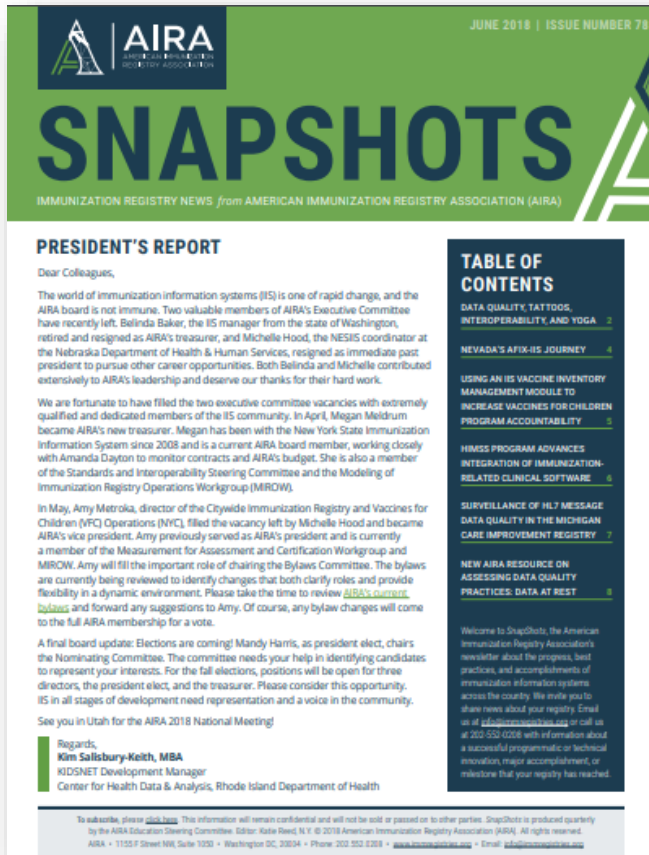 AIRA
AMERICAN IMMUNIZATION
REGISTRY ASSOCIATION
JUNE 2018 | ISSUE NUMBER 78
SNAPSHOTS
IMMUNIZATION REGISTRY NEWS from AMERICAN IMMUNIZATION REGISTRY ASSOCIATION (AIRA)
PRESIDENT'S REPORT
Dear Colleagues,
The world of immunization information systems (IIS) is one of rapid change, and the
AIRA board is not immune. Two valuable members of AIRA's Executive Committee
have recently left. Belinda Baker, the IIS manager from the state of Washington,
retired and resigned as AIRA's treasurer, and Michelle Hood, the NESIIS coordinator at
the Nebraska Department of Health & Human Services, resigned as immediate past
president to pursue other career opportunities. Both Belinda and Michelle contributed
extensively to AIRA's leadership and deserve our thanks for their hard work.
We are fortunate to have filled the two executive committee vacancies with extremely
qualified and dedicated members of the IIS community. In April, Megan Meldrum
became AIRA's new treasurer. Megan has been with the New York State Immunization
Information System since 2008 and is a current AIRA board member, working closely
with Amanda Dayton to monitor contracts and AIRA's budget. She is also a member
of the Standards and Interoperability Steering Committee and the Modeling of
Immunization Registry Operations Workgroup (MIROW).
In May, Amy Metroka, director of the Citywide Immunization Registry and Vaccines for
Children (VFC) Operations (NYC), filled the vacancy left by Michelle Hood and became
AIRA's vice president. Amy previously served as AIRA's president and is currently
a member of the Measurement for Assessment and Certification Workgroup and
MIROW. Amy will fill the important role of chairing the Bylaws Committee. The bylaws
are currently being reviewed to identify changes that both clarify roles and provide
flexibility in a dynamic environment. Please take the time to review AIRA's current
bylaws and forward any suggestions to Amy. Of course, any bylaw changes will come
to the full AIRA membership for a vote.
A final board update: Elections are coming! Mandy Harris, as president elect, chairs
the Nominating Committee. The committee needs your help in identifying candidates
to represent your interests. For the fall elections, positions will be open for three
directors, the president elect, and the treasurer. Please consider this opportunity.
IIS in all stages of development need representation and a voice in the community.
See you in Utah for the AIRA 2018 National Meeting!
Regards,
Kim Salisbury-Keith, MBA
KIDSNET Development Manager
Center for Health Data & Analysis, Rhode Island Department of Health
TABLE OF
CONTENTS
DATA QUALITY, TATTOOS,
INTEROPERABILITY, AND YOGA 2
NEVADA'S AFIX-IIS JOURNEY 4
USING AN IIS VACCINE INVENTORY
MANAGEMENT MODULE TO
INCREASE VACCINES FOR CHILDREN
PROGRAM ACCOUNTABILITY 5
HIMSS PROGRAM ADVANCES
INTEGRATION OF IMMUNIZATION-
RELATED CLINICAL SOFTWARE 6
SURVEILLANCE OF HL7 MESSAGE
DATA QUALITY IN THE MICHIGAN
CARE IMPROVEMENT REGISTRY 7
NEW AIRA RESOURCE ON
ASSESSING DATA QUALITY
PRACTICES: DATA AT REST 8
Welcome to SnapShots, the American
Immunization Registry Association's
newsletter about the progress, best
practices, and accomplishments of
immunization information systems
across the country. We invite you to
share news about your registry. Email
us at info@immregistries.org or call us
at 202-552-0208 with information about
a successful programmatic or technical
innovation, major accomplishment, or
milestone that your registry has reached.
To subscribe, please click here. This information will remain confidential and will not be sold or passed on to other parties. SnapShots is produced quarterly
by the AIRA Education Steering Committee. Editor: Katie Reed, N.Y. © 2018 American Immunization Registry Association (AIRA). All rights reserved.
AIRA • 1155 F Street NW, Suite 1050 • Washington DC, 20004 • Phone: 202.552.0208 • www.immregistries.org • Email: info@immregistries.org